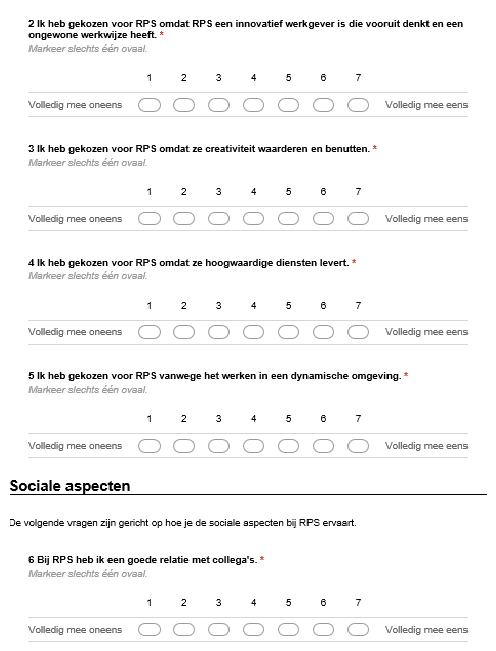 2 Ik heb gekozen voor RPS omdat RPS een innovatief werkgever is die vooruit denkt en een
ongewone werkwijze heeft. *
Markeer slechts één ovaal.
1 2 3 4 5 6 7
Volledig mee oneens Volledig mee eens
3 Ik heb gekozen voor RPS omdat ze creativiteit waarderen en benutten. *
Markeer slechts één ovaal.
1 2 3 4 5 6 7
Volledig mee oneens Volledig mee eens
4 Ik heb gekozen voor RPS omdat ze hoogwaardige diensten levert. *
Markeer slechts één ovaal.
1 2 3 4 5 6 7
Volledig mee oneens Volledig mee eens
5 Ik heb gekozen voor RPS vanwege het werken in een dynamische omgeving. *
Markeer slechts één ovaal.
1 2 3 4 5 6 7
Volledig mee oneens Volledig mee eens
Sociale aspecten
De volgende vragen zijn gericht op hoe je de sociale aspecten bij RPS ervaart.
6 Bij RPS heb ik een goede relatie met collega's. *
Markeer slechts één ovaal.
1 2 3 4 5 6 7
Volledig mee oneens Volledig mee eens